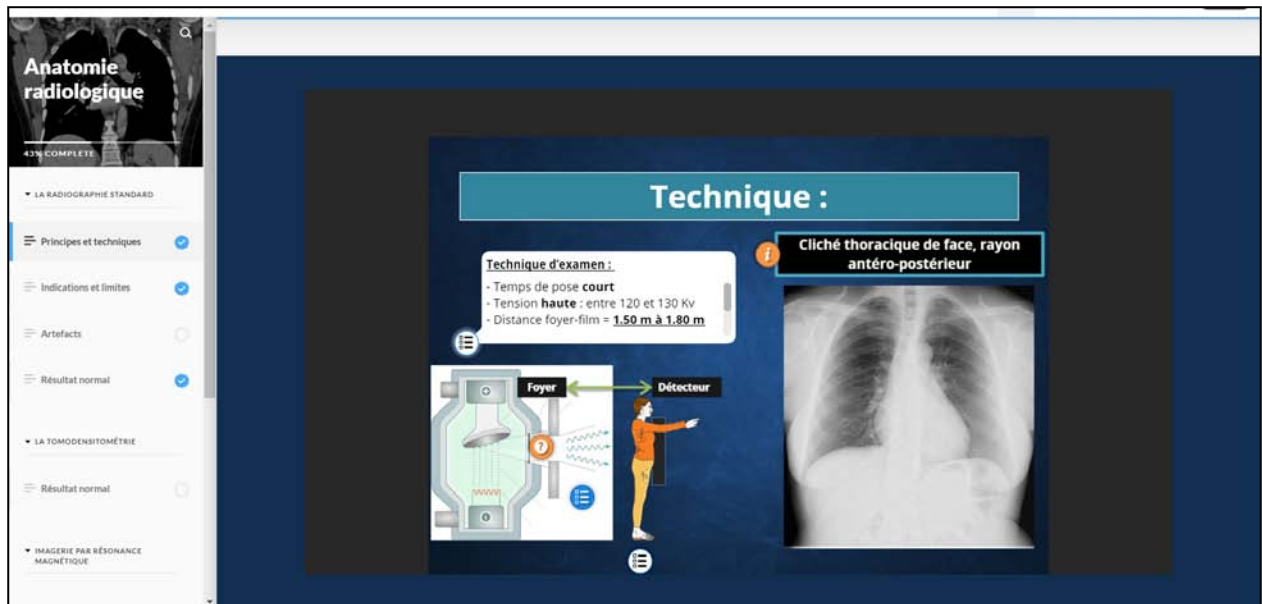 Anatomie
radiologique
43% COMPLETE
LA RADIOGRAPHIE STANDARD
Principes et techniques
Indications et limites
Artefacts
Résultat normal
LA TOMODENSITOMÉTRIE
Résultat normal
IMAGERIE PAR RÉSONANCE
MAGNÉTIQUE
Technique :
Technique d'examen :
- Temps de pose court
- Tension haute : entre 120 et 130 Kv
- Distance foyer-film = 1.50 m à 1.80 m
i
Cliché thoracique de face, rayon
antéro-postérieur
Foyer
Détecteur
?